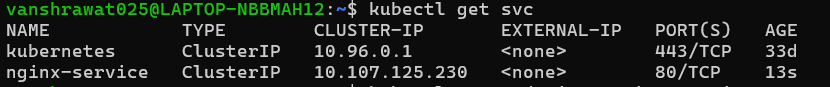 vanshrawat025@LAPTOP-NBBMAH12:~$ kubectl get svc
NAME            TYPE        CLUSTER-IP       EXTERNAL-IP   PORT(S)   AGE
kubernetes      ClusterIP   10.96.0.1        <none>        443/TCP   33d
nginx-service   ClusterIP   10.107.125.230   <none>        80/TCP    13s